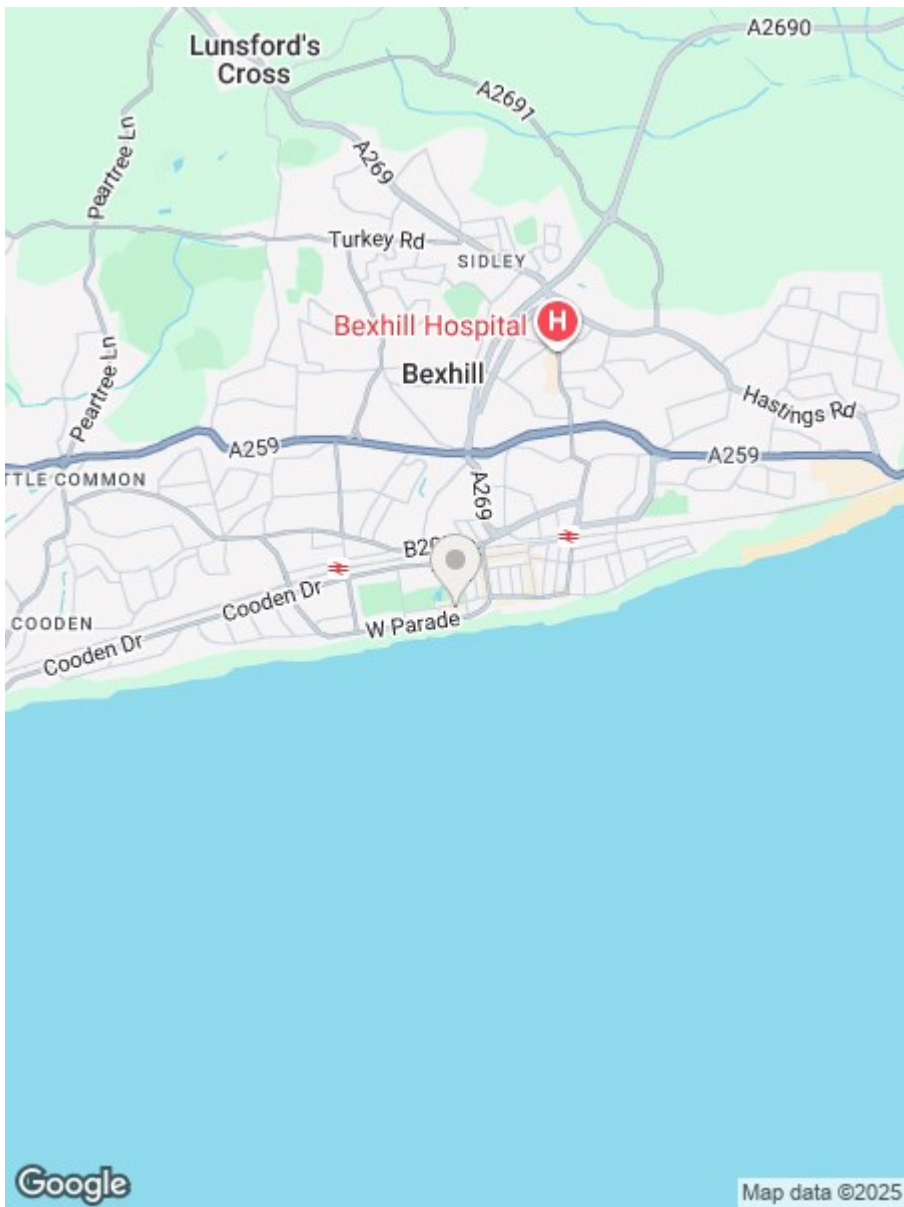 A2690
Lunsford's
Cross
A2691
Peartree Ln
A269
Turkey Rd
SIDLEY
Bexhill Hospital
H
Bexhill
Peartree Ln
Hastings Rd
A259
A259
TTLE COMMON
A269
Cooden Dr
W Parade
COODEN
Cooden Dr
Google
Map data ©2025